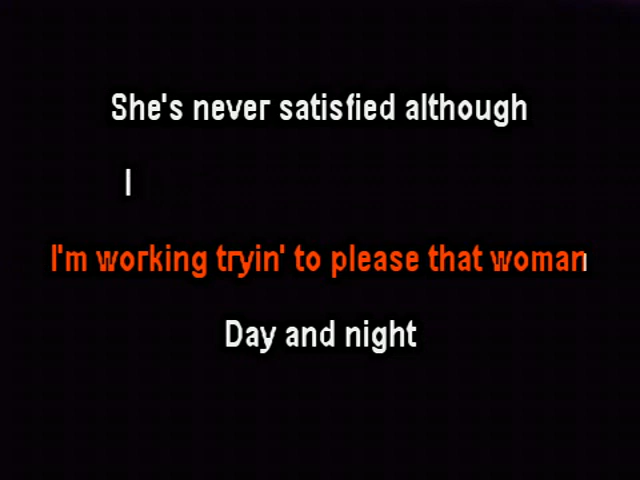 She's never satisfied although
I
I'm working tryin' to please that woman
Day and night